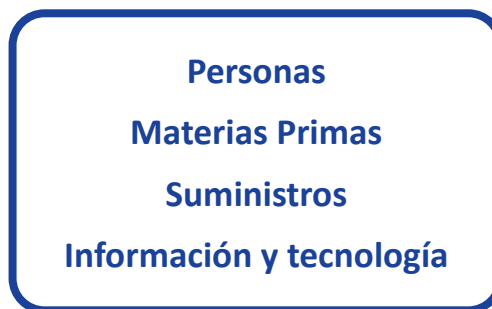 Personas
Materias Primas
Suministros
Información y tecnología